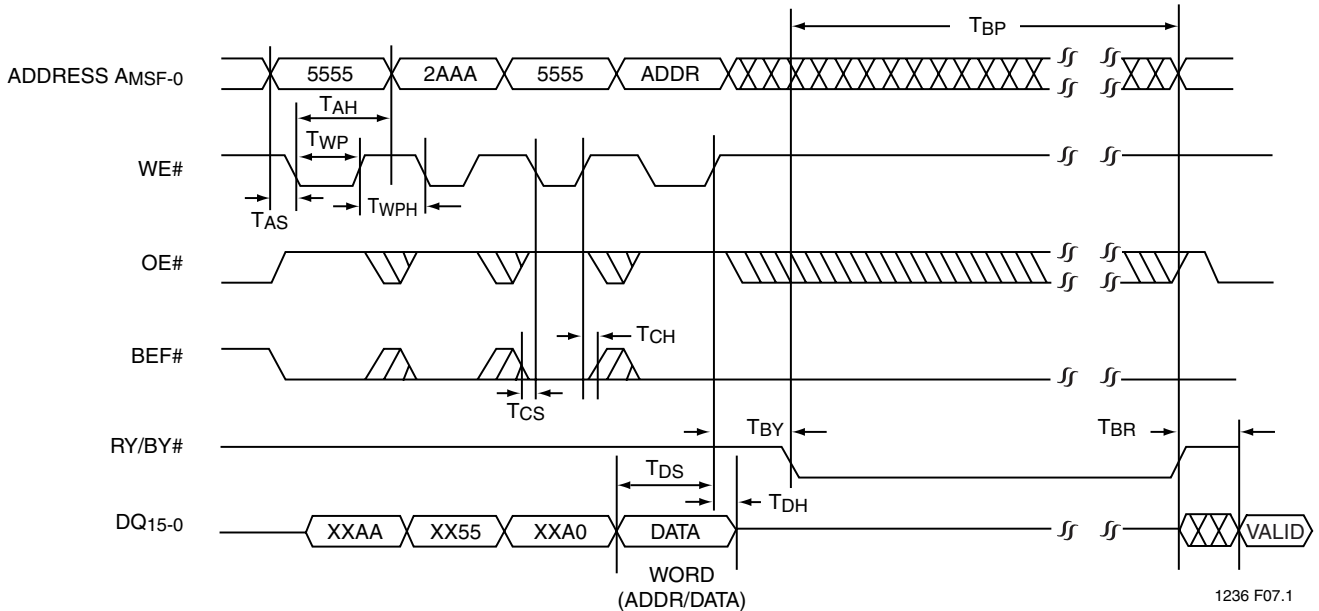 TBP
ADDRESS AMSF-0 5555 2AAA 5555 ADDR
TAH
TWP
WE#
TAS TWPH
OE#
TCH
BEF#
TCS
TBY TBR
RY/BY#
TDS
TDH
DQ15-0 XXAA XX55 XXA0 DATA VALID
WORD
(ADDR/DATA)
1236 F07.1